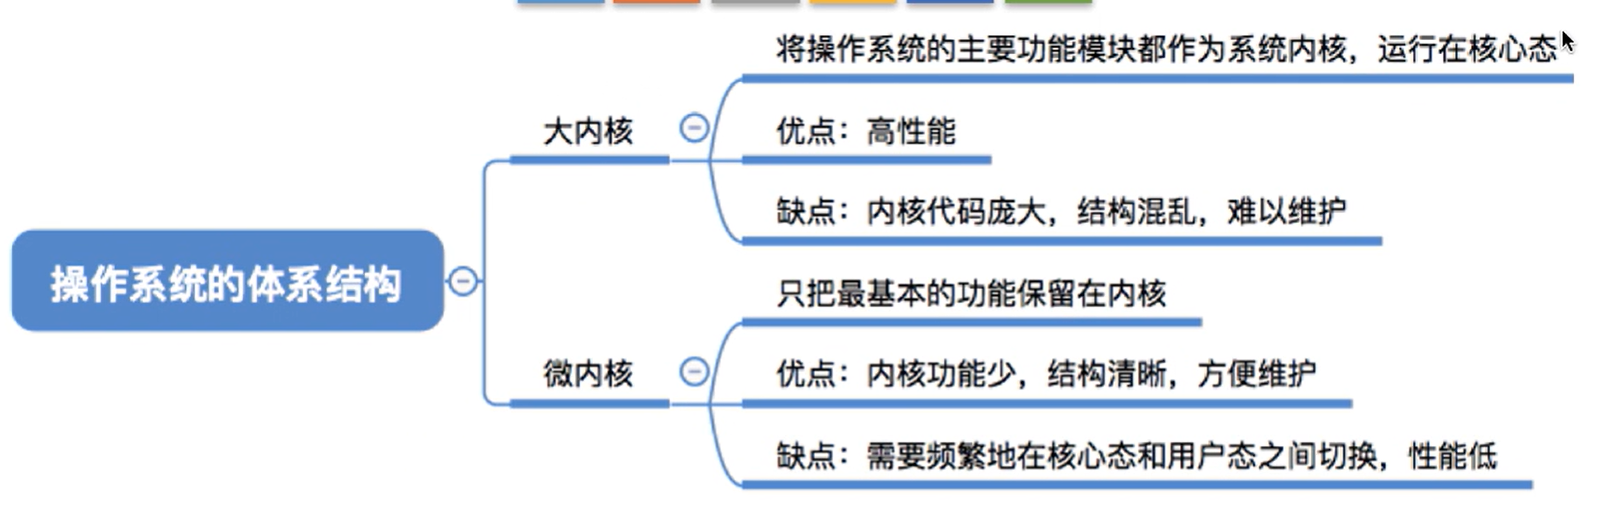 操作系统的体系结构
大内核
将操作系统的主要功能模块都作为系统内核，运行在核心态
优点：高性能
缺点：内核代码庞大，结构混乱，难以维护
微内核
只把最基本的功能保留在内核
优点：内核功能少，结构清晰，方便维护
缺点：需要频繁地在核心态和用户态之间切换，性能低